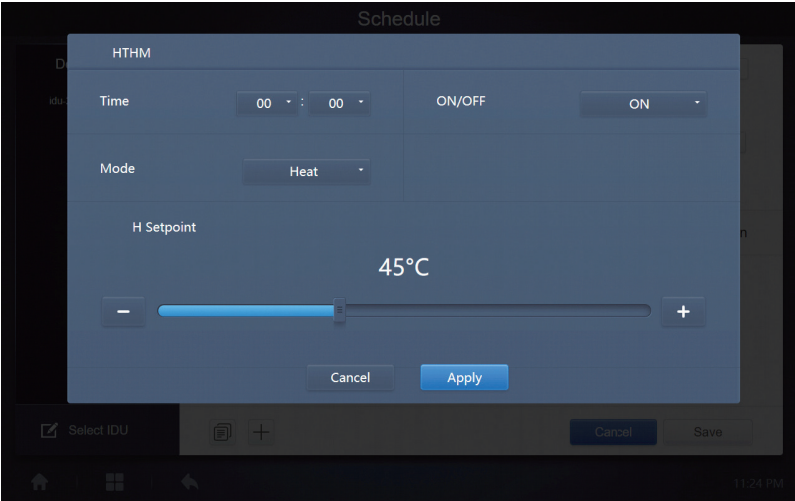 Schedule
HTHM
Time 00 : 00 ON/OFF ON
Mode Heat
H Setpoint
45°C
− +
Cancel Apply
Select IDU Cancel Save
11:24 PM